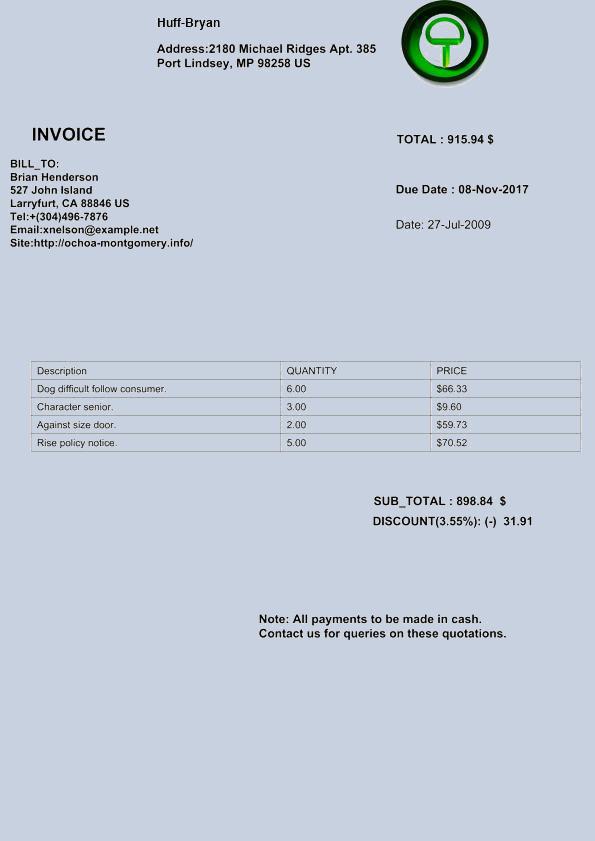 Huff-Bryan
Address:2180 Michael Ridges Apt. 385
Port Lindsey, MP 98258 US
INVOICE
TOTAL : 915.94 $
BILL_TO:
Brian Henderson
527 John Island
Larryfurt, CA 88846 US
Tel:+(304)496-7876
Email:xnelson@example.net
Site:http://ochoa-montgomery.info/
Due Date : 08-Nov-2017
Date: 27-Jul-2009
Description QUANTITY PRICE
Dog difficult follow consumer. 6.00 $66.33
Character senior. 3.00 $9.60
Against size door. 2.00 $59.73
Rise policy notice. 5.00 $70.52
SUB_TOTAL : 898.84 $
DISCOUNT(3.55%): (-) 31.91
Note: All payments to be made in cash.
Contact us for queries on these quotations.